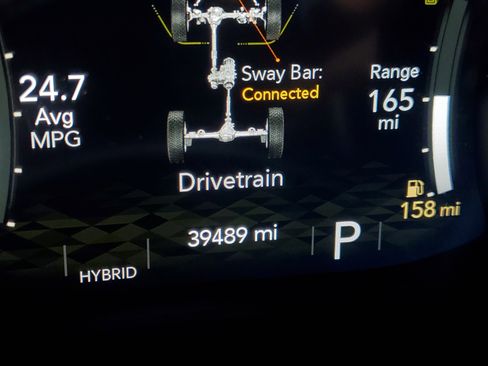 24.7
Avg
MPG
Sway Bar:
Connected
Range
165
mi
Drivetrain
158 mi
39489 mi
P
HYBRID